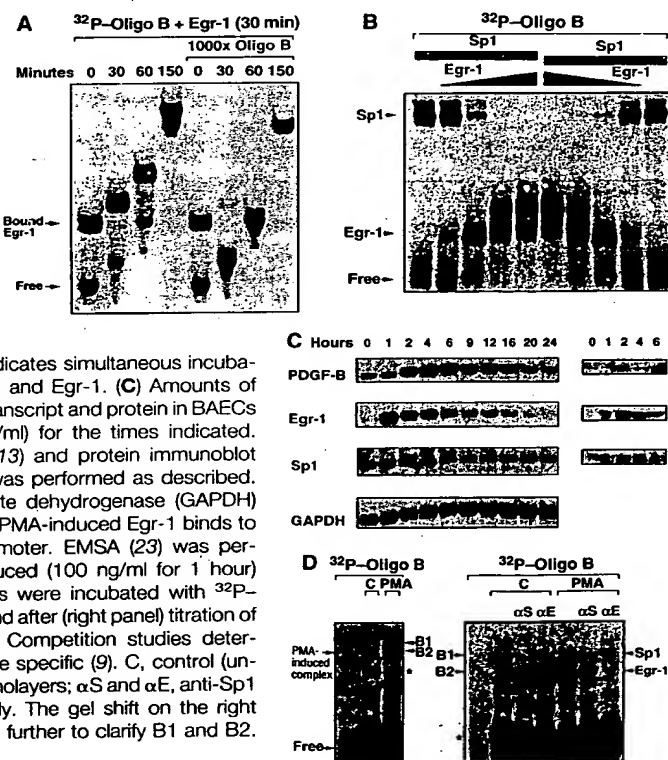 A
³²P–Oligo B + Egr-1 (30 min)
1000x Oligo B
Minutes 0 30 60 150 0 30 60 150
Bound
Egr-1
Free
B
³²P–Oligo B
Sp1 Sp1
Egr-1 Egr-1
Sp1
Egr-1
Free
dicates simultaneous incuba-
and Egr-1. (C) Amounts of
anscript and protein in BAECs
/ml) for the times indicated.
13) and protein immunoblot
was performed as described.
te dehydrogenase (GAPDH)
PMA-induced Egr-1 binds to
moter. EMSA (23) was per-
uced (100 ng/ml for 1 hour)
s were incubated with ³²P–
nd after (right panel) titration of
Competition studies deter-
e specific (9). C, control (un-
nolayers; αS and αE, anti-Sp1
ly. The gel shift on the right
further to clarify B1 and B2.
C Hours 0 1 2 4 6 9 12 16 20 24 0 1 2 4 6
PDGF-B
Egr-1
Sp1
GAPDH
D
³²P–Oligo B
C PMA
PMA-
induced
complex
B1
B2
*
Free
³²P–Oligo B
C PMA
αS αE αS αE
B1
B2
Sp1
Egr-1
*